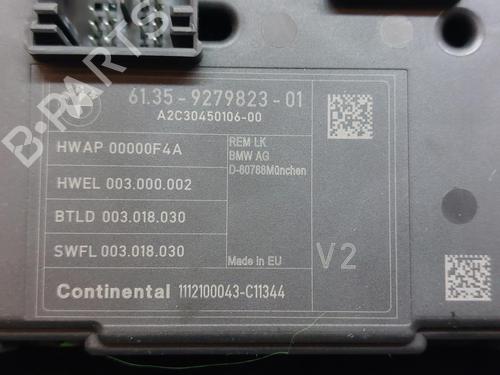 B-PARTS
61.35 - 9279823 - 01
A2C30450106-00
HWAP 00000F4A
REM LK
BMW AG
D-80788München
HWEL 003.000.002
BTLD 003.018.030
SWFL 003.018.030
Made in EU
V2
Continental 1112100043-C11344